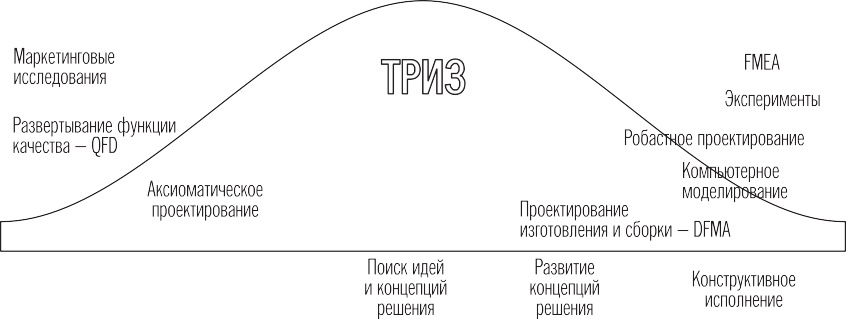 Маркетинговые
исследования
ТРИЗ
FMEA
Эксперименты
Развертывание функции
качества – QFD
Робастное проектирование
Компьютерное
моделирование
Аксиоматическое
проектирование
Проектирование
изготовления и сборки – DFMA
Поиск идей
и концепций
решения
Развитие
концепций
решения
Конструктивное
исполнение